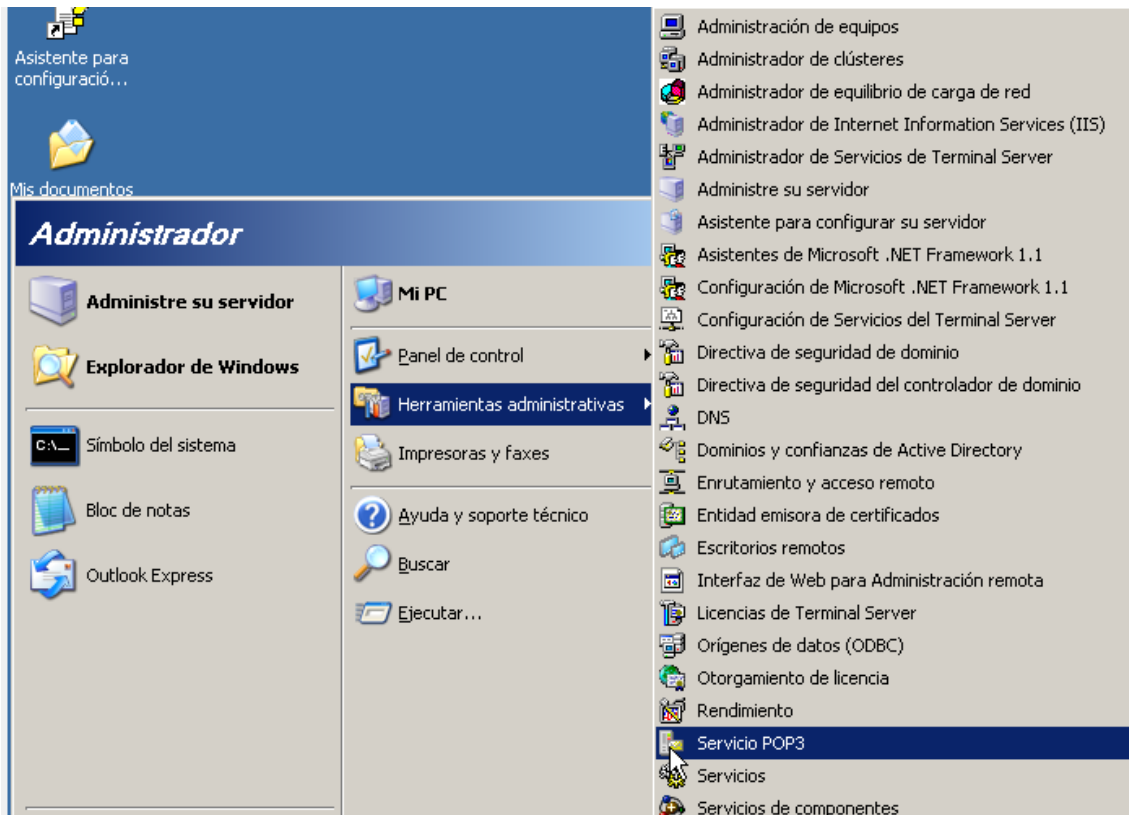 Asistente para
configuració...
Mis documentos
Administrador
Administre su servidor
Explorador de Windows
C:\_
Símbolo del sistema
Bloc de notas
Outlook Express
Mi PC
Panel de control
Herramientas administrativas
Impresoras y faxes
Ayuda y soporte técnico
Buscar
Ejecutar...
Administración de equipos
Administrador de clústeres
Administrador de equilibrio de carga de red
Administrador de Internet Information Services (IIS)
Administrador de Servicios de Terminal Server
Administre su servidor
Asistente para configurar su servidor
Asistentes de Microsoft .NET Framework 1.1
Configuración de Microsoft .NET Framework 1.1
Configuración de Servicios del Terminal Server
Directiva de seguridad de dominio
Directiva de seguridad del controlador de dominio
DNS
Dominios y confianzas de Active Directory
Enrutamiento y acceso remoto
Entidad emisora de certificados
Escritorios remotos
Interfaz de Web para Administración remota
Licencias de Terminal Server
Orígenes de datos (ODBC)
Otorgamiento de licencia
Rendimiento
Servicio POP3
Servicios
Servicios de componentes